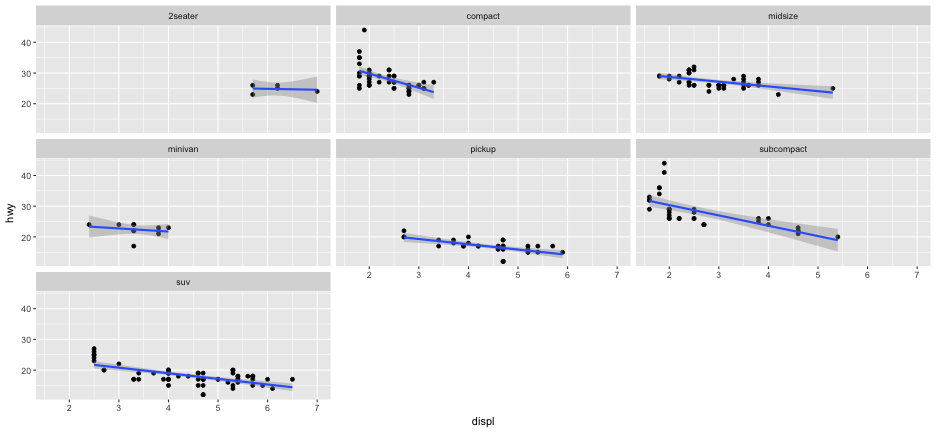 2seater compact midsize
40
30
20
minivan pickup subcompact
40
30
20
2 3 4 5 6 7 2 3 4 5 6 7
suv
40
30
20
2 3 4 5 6 7
hwy
displ